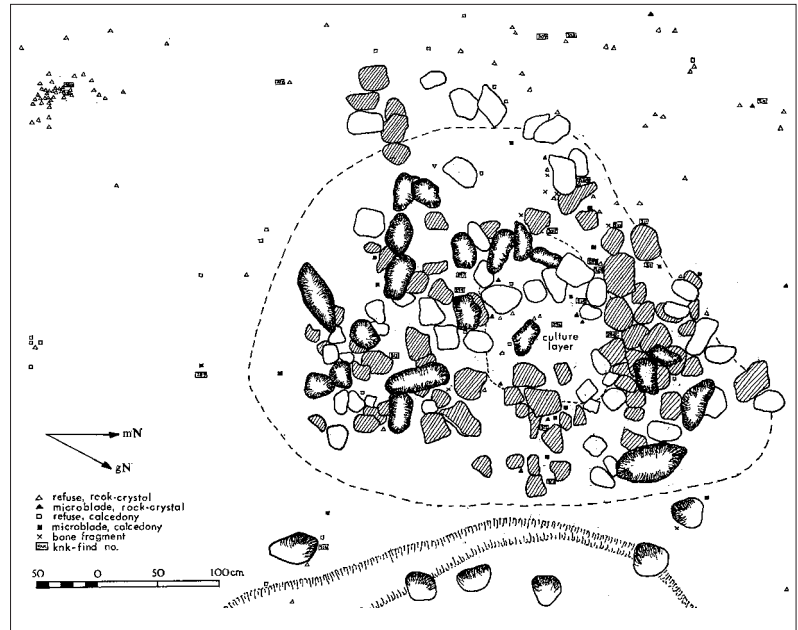 culture
layer
mN
gN
refuse, rock-crystal
microblade, rock-crystal
refuse, calcedony
microblade, calcedony
bone fragment
knk-find no.
50 0 100cm.